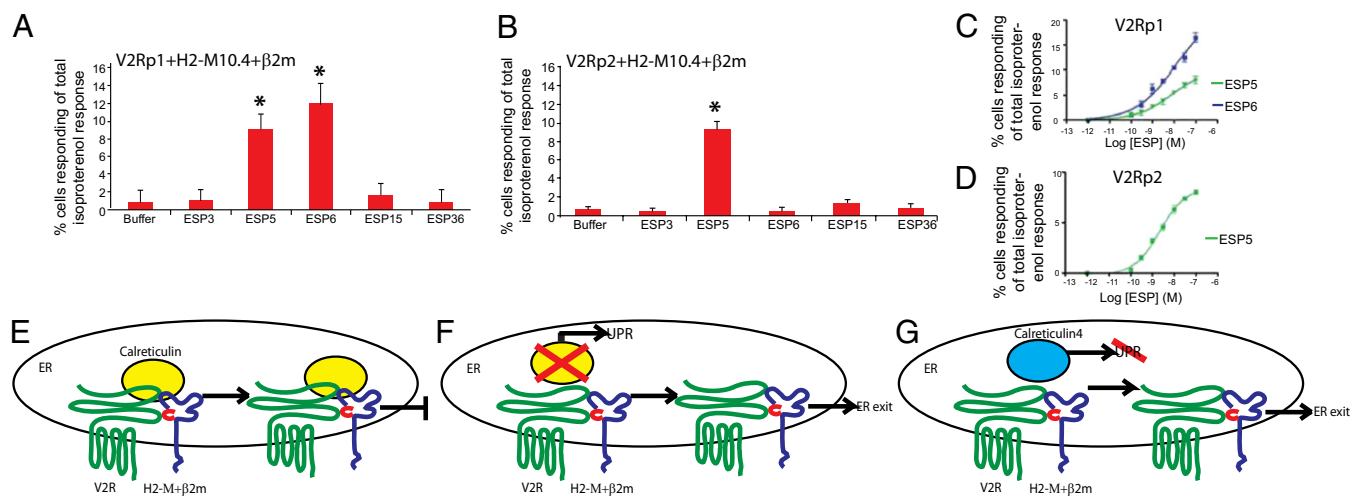 A
V2Rp1+H2-M10.4+β2m
% cells responding of total
isoproterenol response
16
14
12
10
8
6
4
2
0
*
*
Buffer ESP3 ESP5 ESP6 ESP15 ESP36
B
V2Rp2+H2-M10.4+β2m
% cells responding of total
isoproterenol response
16
14
12
10
8
6
4
2
0
*
Buffer ESP3 ESP5 ESP6 ESP15 ESP36
C
V2Rp1
% cells responding
of total isoproter-
enol response
20
15
10
5
0
-13 -12 -11 -10 -9 -8 -7 -6
Log [ESP] (M)
ESP5
ESP6
D
V2Rp2
% cells responding
of total isoproter-
enol response
10
5
0
-13 -12 -11 -10 -9 -8 -7 -6
Log [ESP] (M)
ESP5
E
ER
Calreticulin
V2R H2-M+β2m
F
ER
UPR
ER exit
V2R H2-M+β2m
G
ER
Calreticulin4
UPR
ER exit
V2R H2-M+β2m